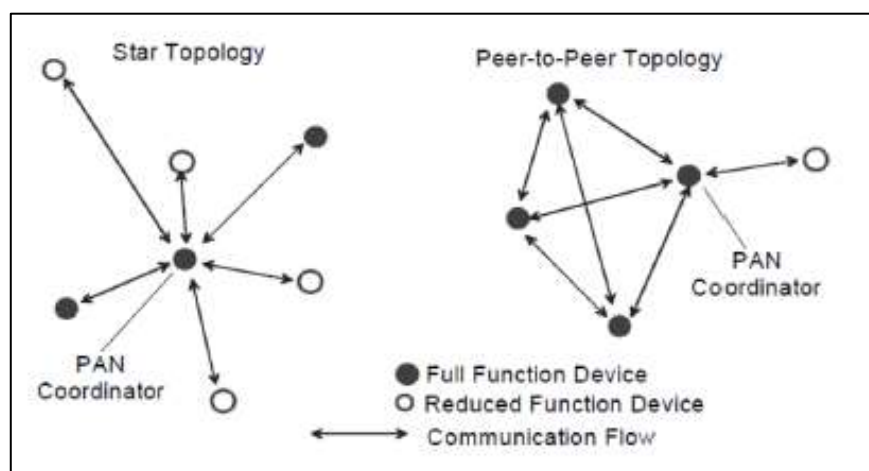 Star Topology
Peer-to-Peer Topology
PAN
Coordinator
PAN
Coordinator
Full Function Device
Reduced Function Device
Communication Flow